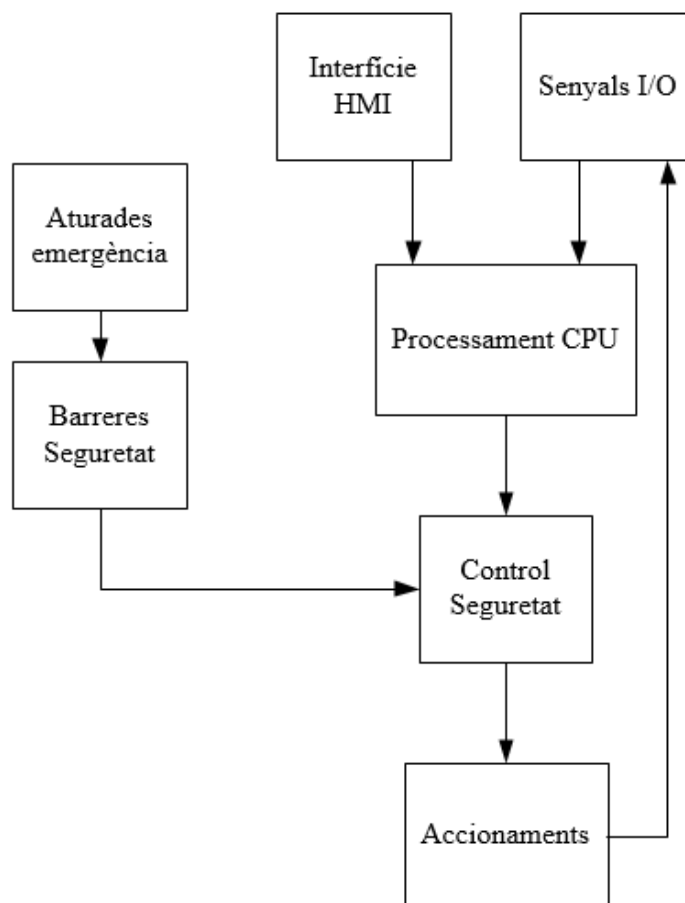 Interfície
HMI
Senyals I/O
Aturades
emergència
Processament CPU
Barreres
Seguretat
Control
Seguretat
Accionaments